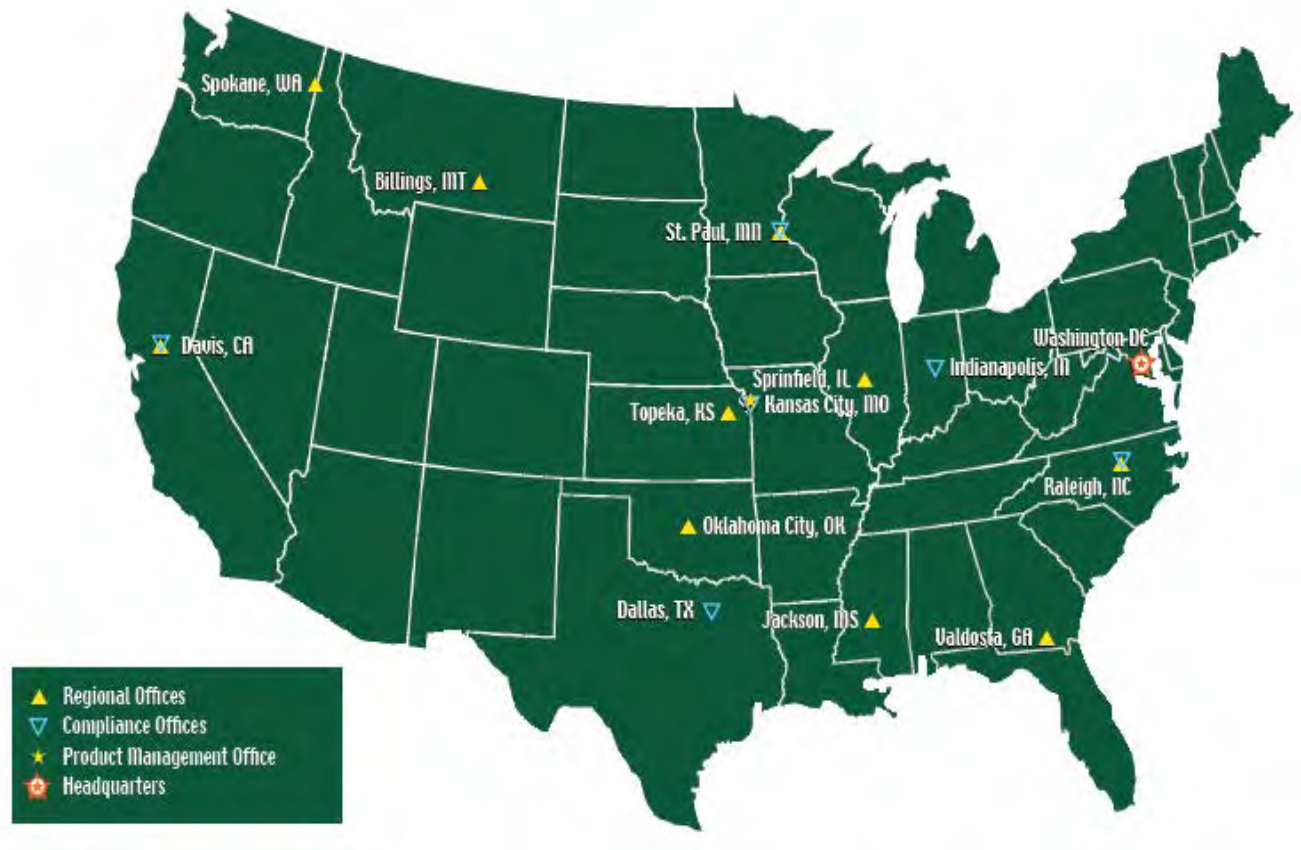 Spokane, WA
Billings, MT
St. Paul, MN
Davis, CA
Washington DC
Indianapolis, IN
Sprinfield, IL
Kansas City, MO
Topeka, KS
Raleigh, NC
Oklahoma City, OK
Dallas, TX
Jackson, MS
Valdosta, GA
Regional Offices
Compliance Offices
Product Management Office
Headquarters